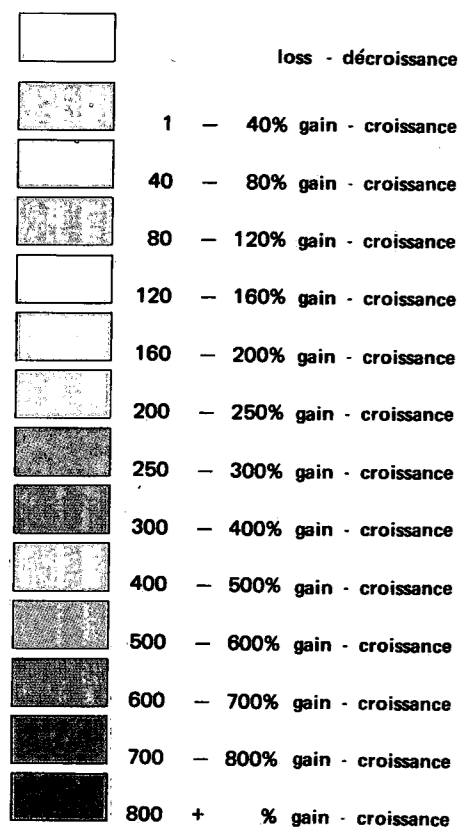 loss - décroissance
1 — 40% gain - croissance
40 — 80% gain - croissance
80 — 120% gain - croissance
120 — 160% gain - croissance
160 — 200% gain - croissance
200 — 250% gain - croissance
250 — 300% gain - croissance
300 — 400% gain - croissance
400 — 500% gain - croissance
500 — 600% gain - croissance
600 — 700% gain - croissance
700 — 800% gain - croissance
800 + % gain - croissance